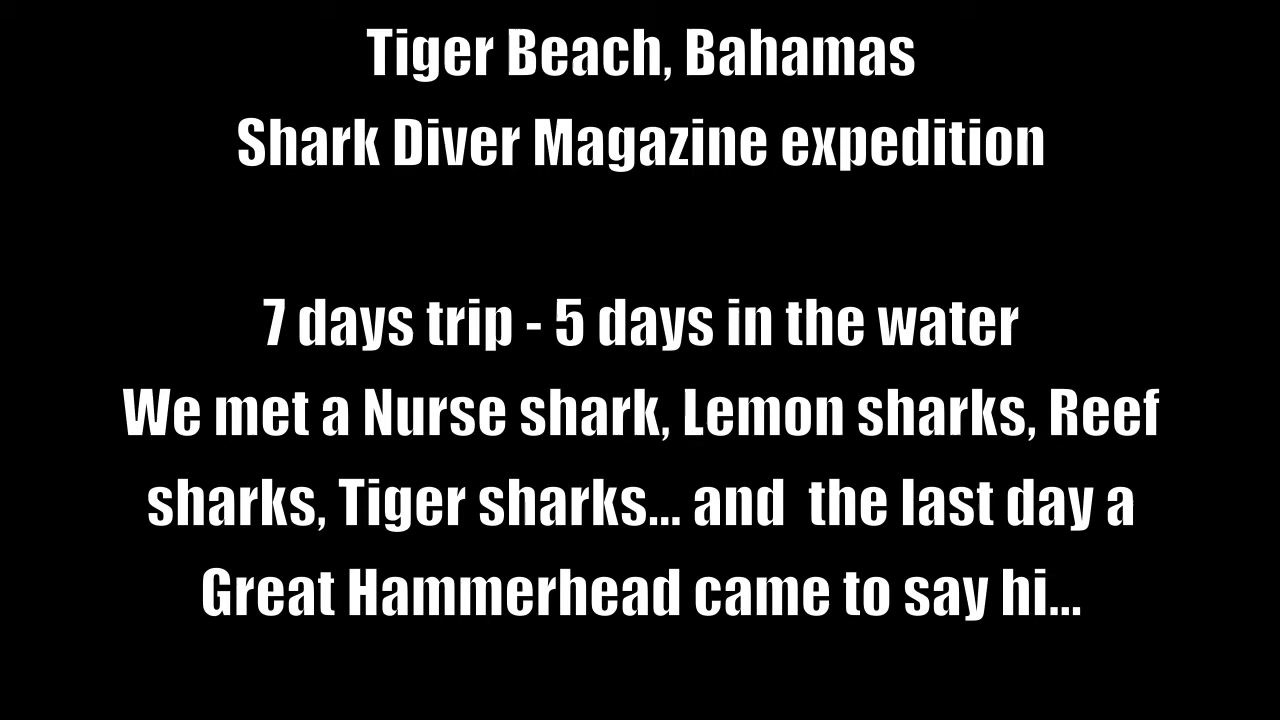 Tiger Beach, Bahamas
Shark Diver Magazine expedition
7 days trip - 5 days in the water
We met a Nurse shark, Lemon sharks, Reef
sharks, Tiger sharks... and  the last day a
Great Hammerhead came to say hi...